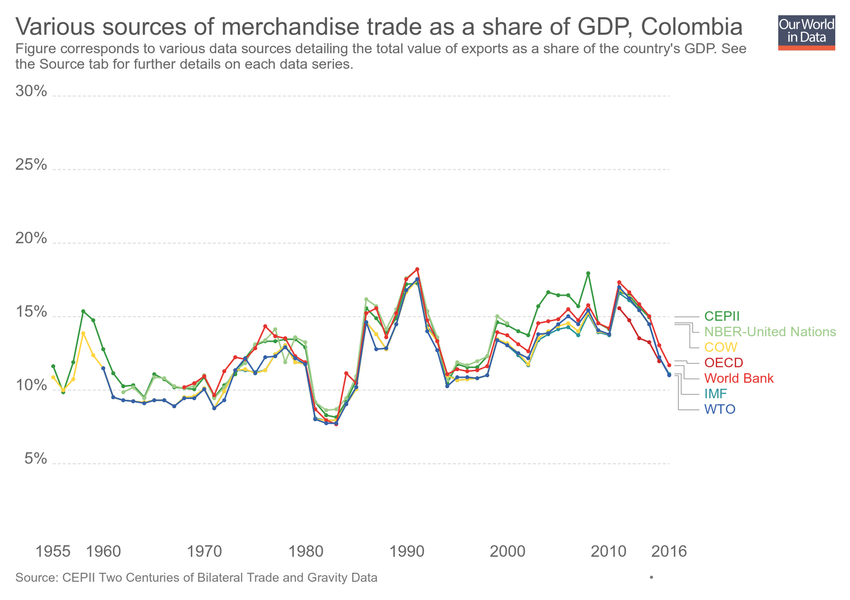 Various sources of merchandise trade as a share of GDP, Colombia
Our World
in Data
Figure corresponds to various data sources detailing the total value of exports as a share of the country's GDP. See
the Source tab for further details on each data series.
30%
25%
20%
15%
10%
5%
CEPII
NBER-United Nations
COW
OECD
World Bank
IMF
WTO
1955 1960 1970 1980 1990 2000 2010 2016
Source: CEPII Two Centuries of Bilateral Trade and Gravity Data •